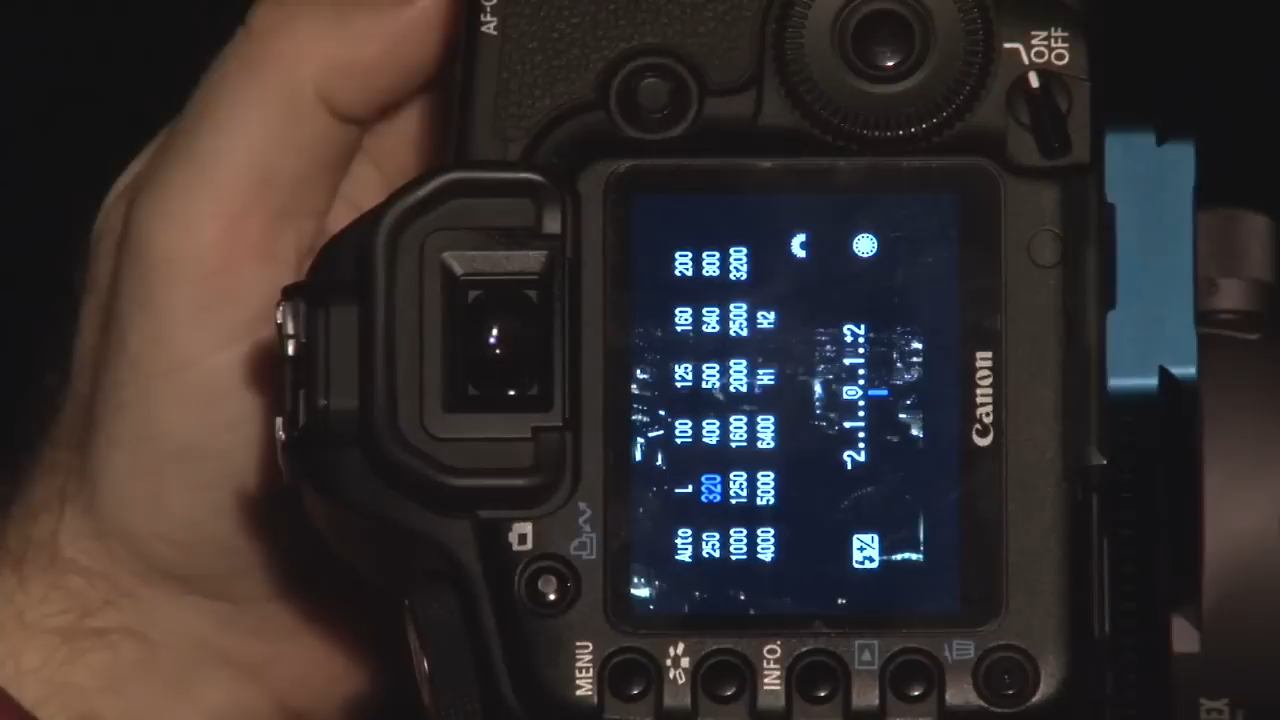 AF-
ON
OFF
Auto L 100 125 160 200
250 320 400 500 640 800
1000 1250 1600 2000 2500 3200
4000 5000 6400 H1 H2
-2..1..0..1.:2
Canon
MENU
INFO.
EX